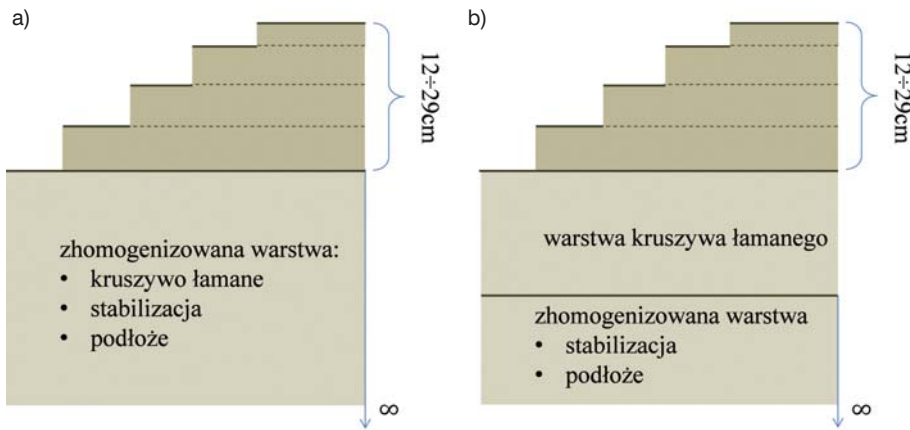 a)
12÷29cm
zhomogenizowana warstwa:
• kruszywo łamane
• stabilizacja
• podłoże
∞
b)
12÷29cm
warstwa kruszywa łamanego
zhomogenizowana warstwa
• stabilizacja
• podłoże
∞